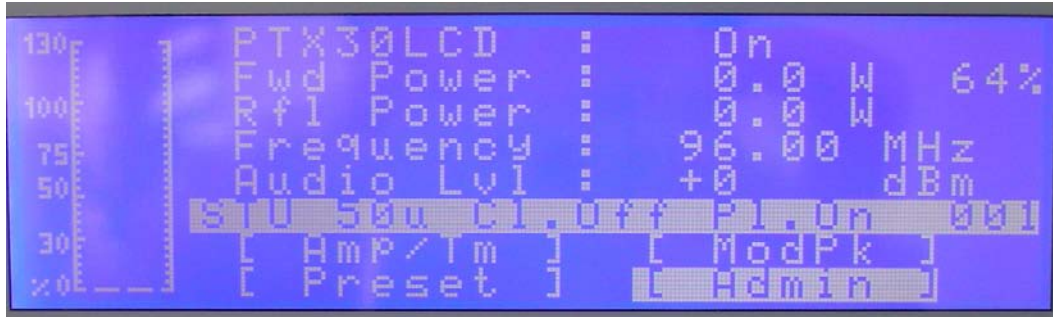 130
PTX30LCD : On
Fwd Power : 0.0 W 64%
100
Rfl Power : 0.0 W
75
Frequency : 96.00 MHz
50
Audio Lvl : +0 dBm
STU 50u Cl.Off Pl.On 001
30
[ Amp/Tm ] [ ModPk ]
%0
[ Preset ] [ Admin ]